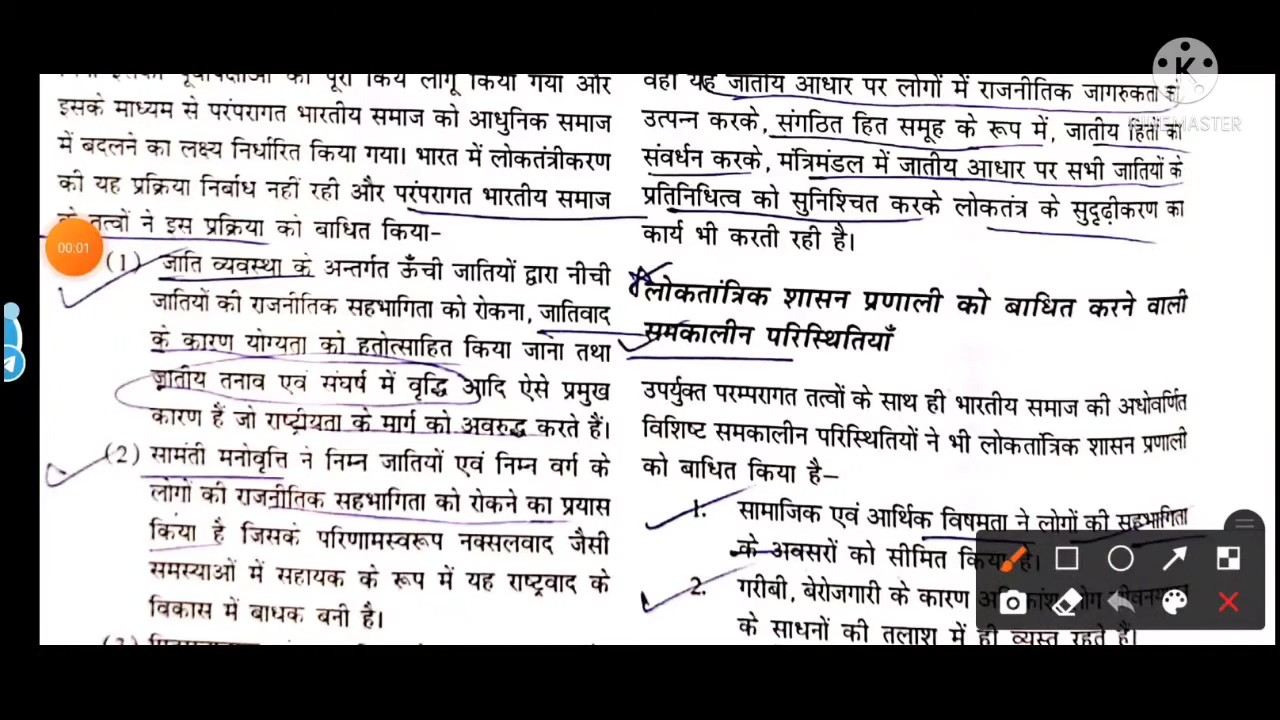 इसके माध्यम से परंपरागत भारतीय समाज को आधुनिक समाज
में बदलने का लक्ष्य निर्धारित किया गया। भारत में लोकतंत्रीकरण
की यह प्रक्रिया निर्बाध नहीं रही और परंपरागत भारतीय समाज
के तत्वों ने इस प्रक्रिया को बाधित किया–
(1) जाति व्यवस्था के अन्तर्गत ऊँची जातियों द्वारा नीची
जातियों की राजनीतिक सहभागिता को रोकना, जातिवाद
के कारण योग्यता को हतोत्साहित किया जाना तथा
जातीय तनाव एवं संघर्ष में वृद्धि आदि ऐसे प्रमुख
कारण हैं जो राष्ट्रीयता के मार्ग को अवरुद्ध करते हैं।
(2) सामंती मनोवृत्ति ने निम्न जातियों एवं निम्न वर्ग के
लोगों की राजनीतिक सहभागिता को रोकने का प्रयास
किया है जिसके परिणामस्वरूप नक्सलवाद जैसी
समस्याओं में सहायक के रूप में यह राष्ट्रवाद के
विकास में बाधक बनी है।
वहीं यह जातीय आधार पर लोगों में राजनीतिक जागरुकता को
उत्पन्न करके, संगठित हित समूह के रूप में, जातीय हितों का
संवर्धन करके, मंत्रिमंडल में जातीय आधार पर सभी जातियों के
प्रतिनिधित्व को सुनिश्चित करके लोकतंत्र के सुदृढ़ीकरण का
कार्य भी करती रही है।
लोकतांत्रिक शासन प्रणाली को बाधित करने वाली
समकालीन परिस्थितियाँ
उपर्युक्त परम्परागत तत्वों के साथ ही भारतीय समाज की अधोवर्णित
विशिष्ट समकालीन परिस्थितियों ने भी लोकतांत्रिक शासन प्रणाली
को बाधित किया है–
1. सामाजिक एवं आर्थिक विषमता ने लोगों की सहभागिता
के अवसरों को सीमित किया है।
2. गरीबी, बेरोजगारी के कारण
के साधनों की तलाश में ही व्यस्त रहते हैं।
00:01
K
KINEMASTER